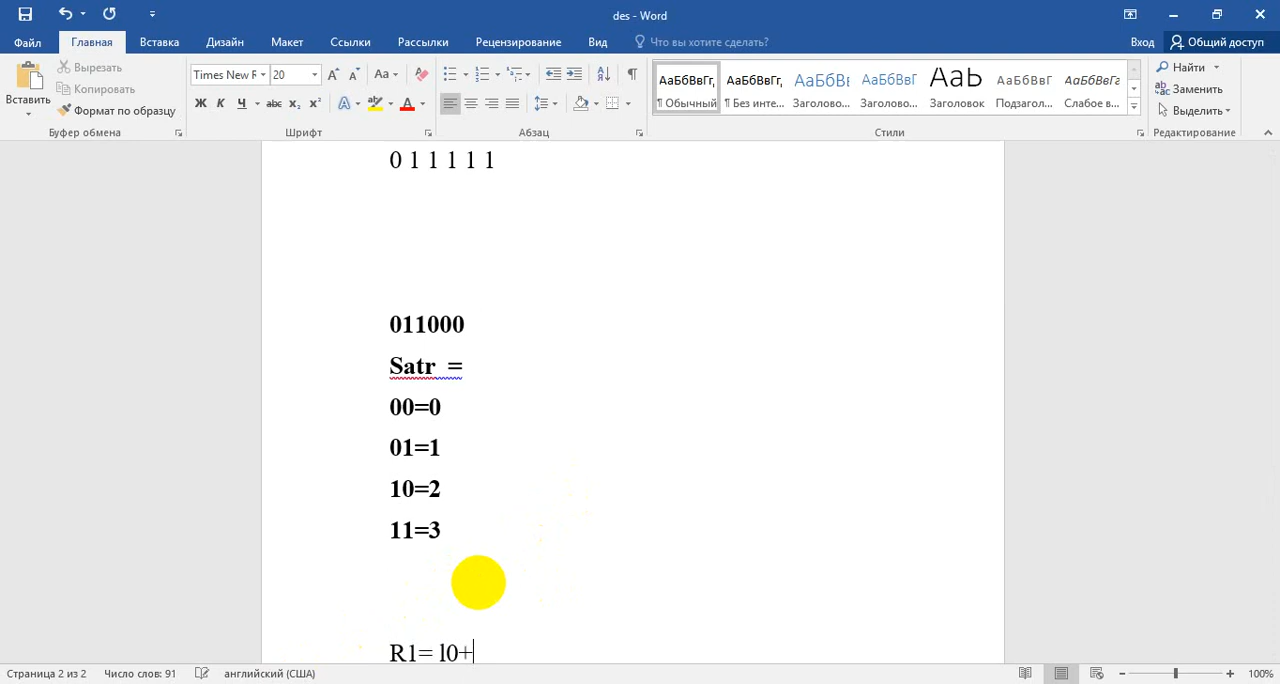 des - Word
Файл Главная Вставка Дизайн Макет Ссылки Рассылки Рецензирование Вид Что вы хотите сделать? Вход Общий доступ
Вставить
Вырезать
Копировать
Формат по образцу
Буфер обмена
Times New R 20
Ж К Ч abc x₂ x²
Шрифт
Абзац
АаБбВвГг, АаБбВвГг, АаБбВв АаБбВвГ АаЬ АаБбВвГ АаБбВвГг
¶ Обычный ¶ Без инте... Заголово... Заголово... Заголовок Подзагол... Слабое в...
Стили
Найти
Заменить
Выделить
Редактирование
0 1 1 1 1 1
011000
Satr =
00=0
01=1
10=2
11=3
R1= l0+
Страница 2 из 2 Число слов: 91 английский (США) 100%